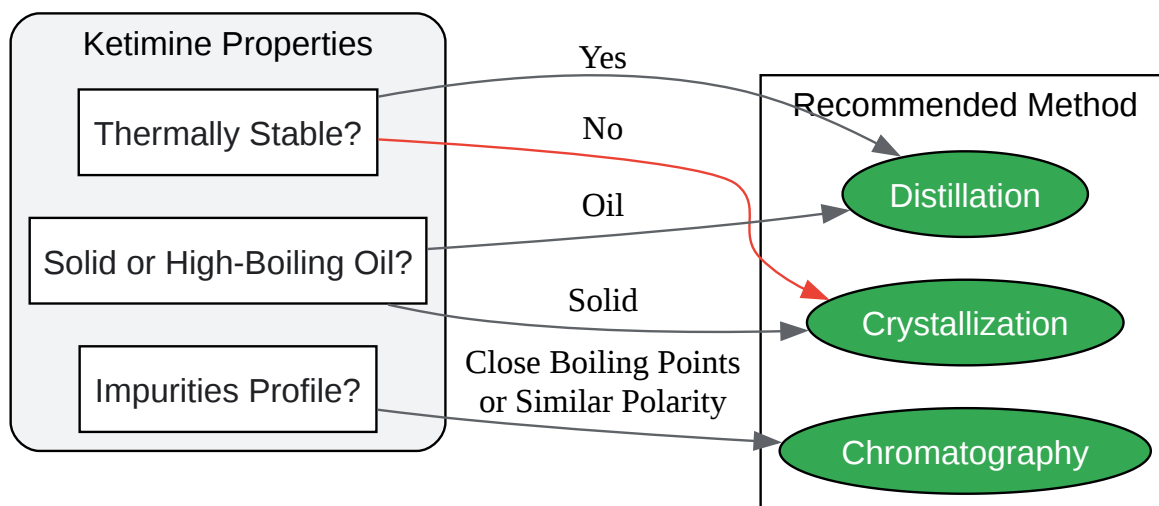 Ketimine Properties
Thermally Stable?
Solid or High-Boiling Oil?
Impurities Profile?
Yes
No
Oil
Solid
Close Boiling Points
or Similar Polarity
Recommended Method
Distillation
Crystallization
Chromatography